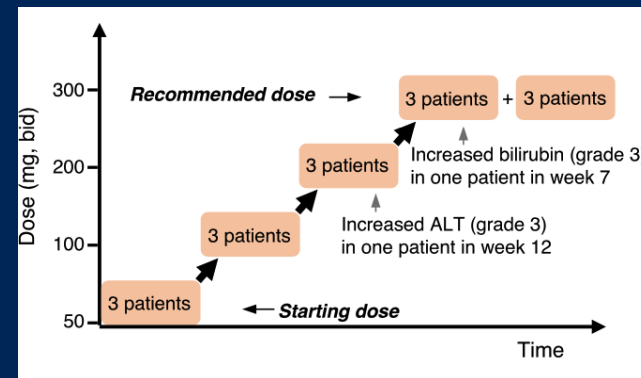 300
Recommended dose
3 patients + 3 patients
Dose (mg, bid)
200
3 patients
Increased bilirubin (grade 3
in one patient in week 7
100
3 patients
Increased ALT (grade 3)
in one patient in week 12
50
3 patients
Starting dose
Time